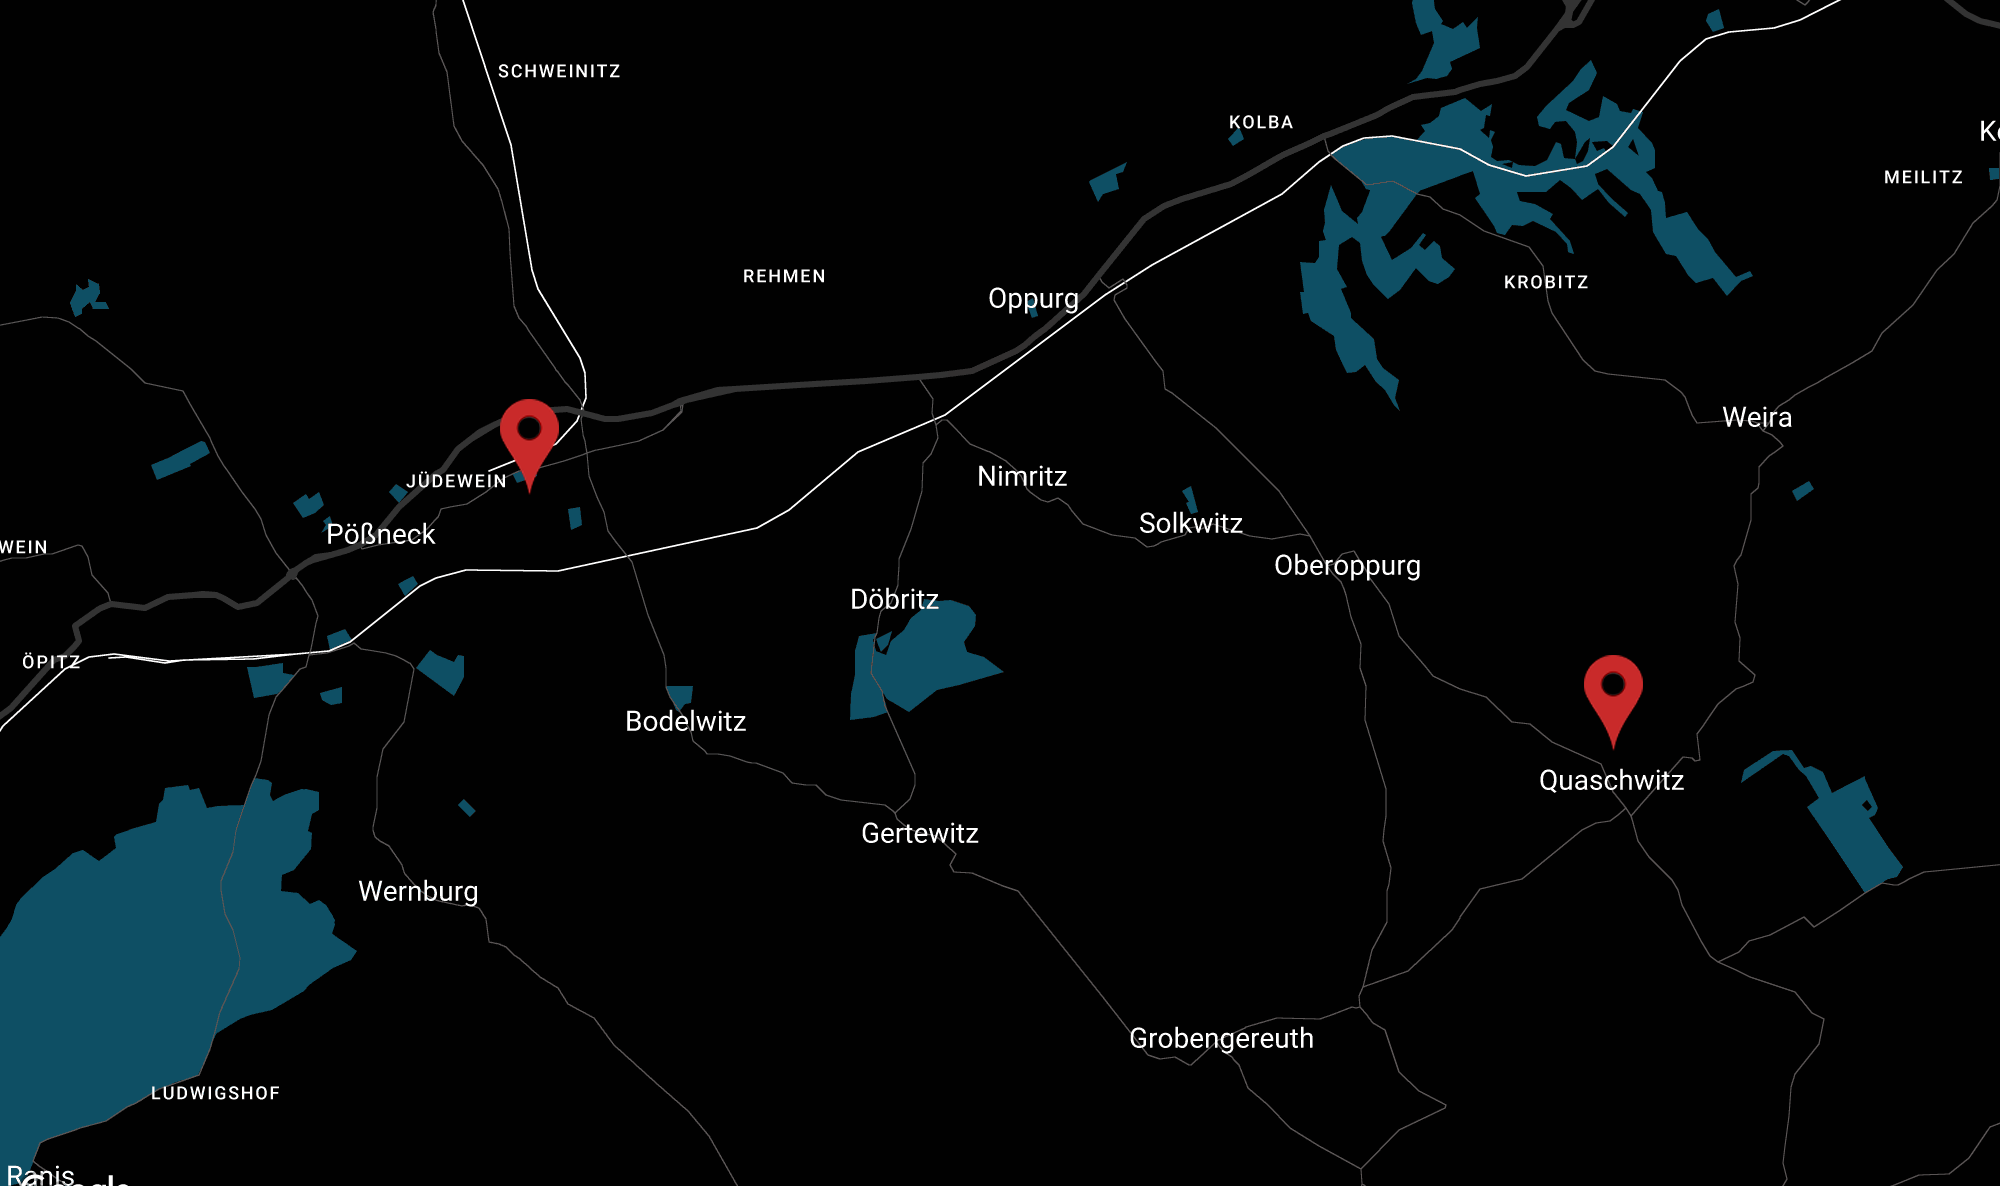 SCHWEINITZ
KOLBA
MEILITZ
REHMEN
KROBITZ
Oppurg
Weira
Nimritz
JÜDEWEIN
Solkwitz
Pößneck
WEIN
Oberoppurg
Döbritz
ÖPITZ
Bodelwitz
Quaschwitz
Gertewitz
Wernburg
Grobengereuth
LUDWIGSHOF
Ranis
Google